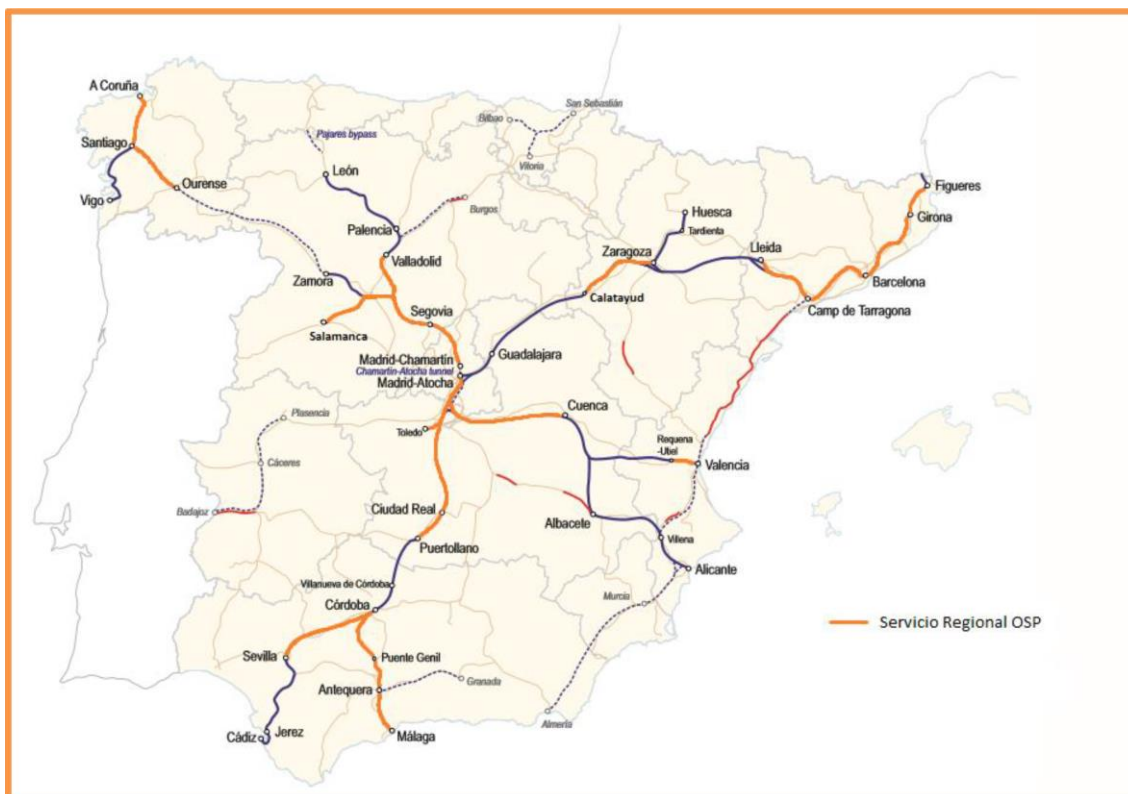 A Coruña
San Sebastián
Bilbao
Pajares bypass
Santiago
Vitoria
León
Ourense
Figueres
Vigo
Burgos
Huesca
Girona
Palencia
Tardienta
Lleida
Zaragoza
Valladolid
Barcelona
Zamora
Calatayud
Camp de Tarragona
Segovia
Salamanca
Guadalajara
Madrid-Chamartín
Chamartín-Atocha tunnel
Madrid-Atocha
Cuenca
Plasencia
Toledo
Requena
-Utiel
Valencia
Cáceres
Badajoz
Ciudad Real
Albacete
Villena
Puertollano
Alicante
Villanueva de Córdoba
Murcia
Córdoba
Servicio Regional OSP
Sevilla
Puente Genil
Granada
Antequera
Almería
Jerez
Cádiz
Málaga